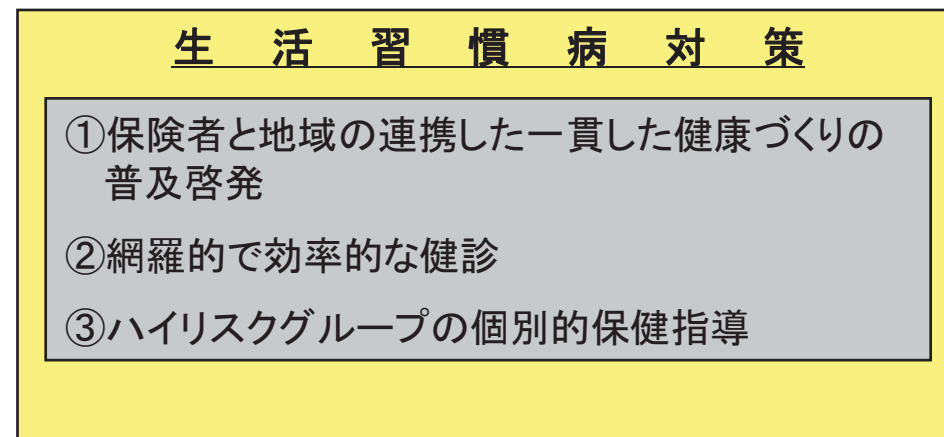 生活習慣病対策
①保険者と地域の連携した一貫した健康づくりの
普及啓発
②網羅的で効率的な健診
③ハイリスクグループの個別的保健指導